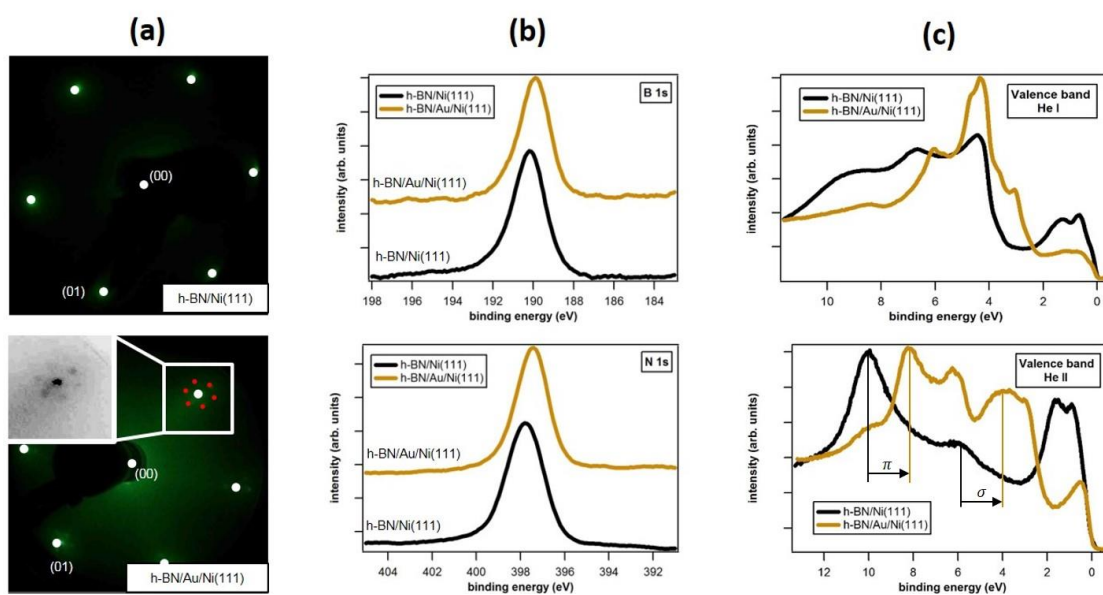 (a)
(00)
(01)
h-BN/Ni(111)
(00)
(01)
h-BN/Au/Ni(111)
(b)
h-BN/Ni(111)
h-BN/Au/Ni(111)
B 1s
h-BN/Au/Ni(111)
h-BN/Ni(111)
intensity (arb. units)
198 196 194 192 190 188 186 184
binding energy (eV)
h-BN/Ni(111)
h-BN/Au/Ni(111)
N 1s
h-BN/Au/Ni(111)
h-BN/Ni(111)
intensity (arb. units)
404 402 400 398 396 394 392
binding energy (eV)
(c)
h-BN/Ni(111)
h-BN/Au/Ni(111)
Valence band
He I
intensity (arb. units)
10 8 6 4 2 0
binding energy (eV)
Valence band
He II
π
σ
h-BN/Ni(111)
h-BN/Au/Ni(111)
intensity (arb. units)
12 10 8 6 4 2 0
binding energy (eV)